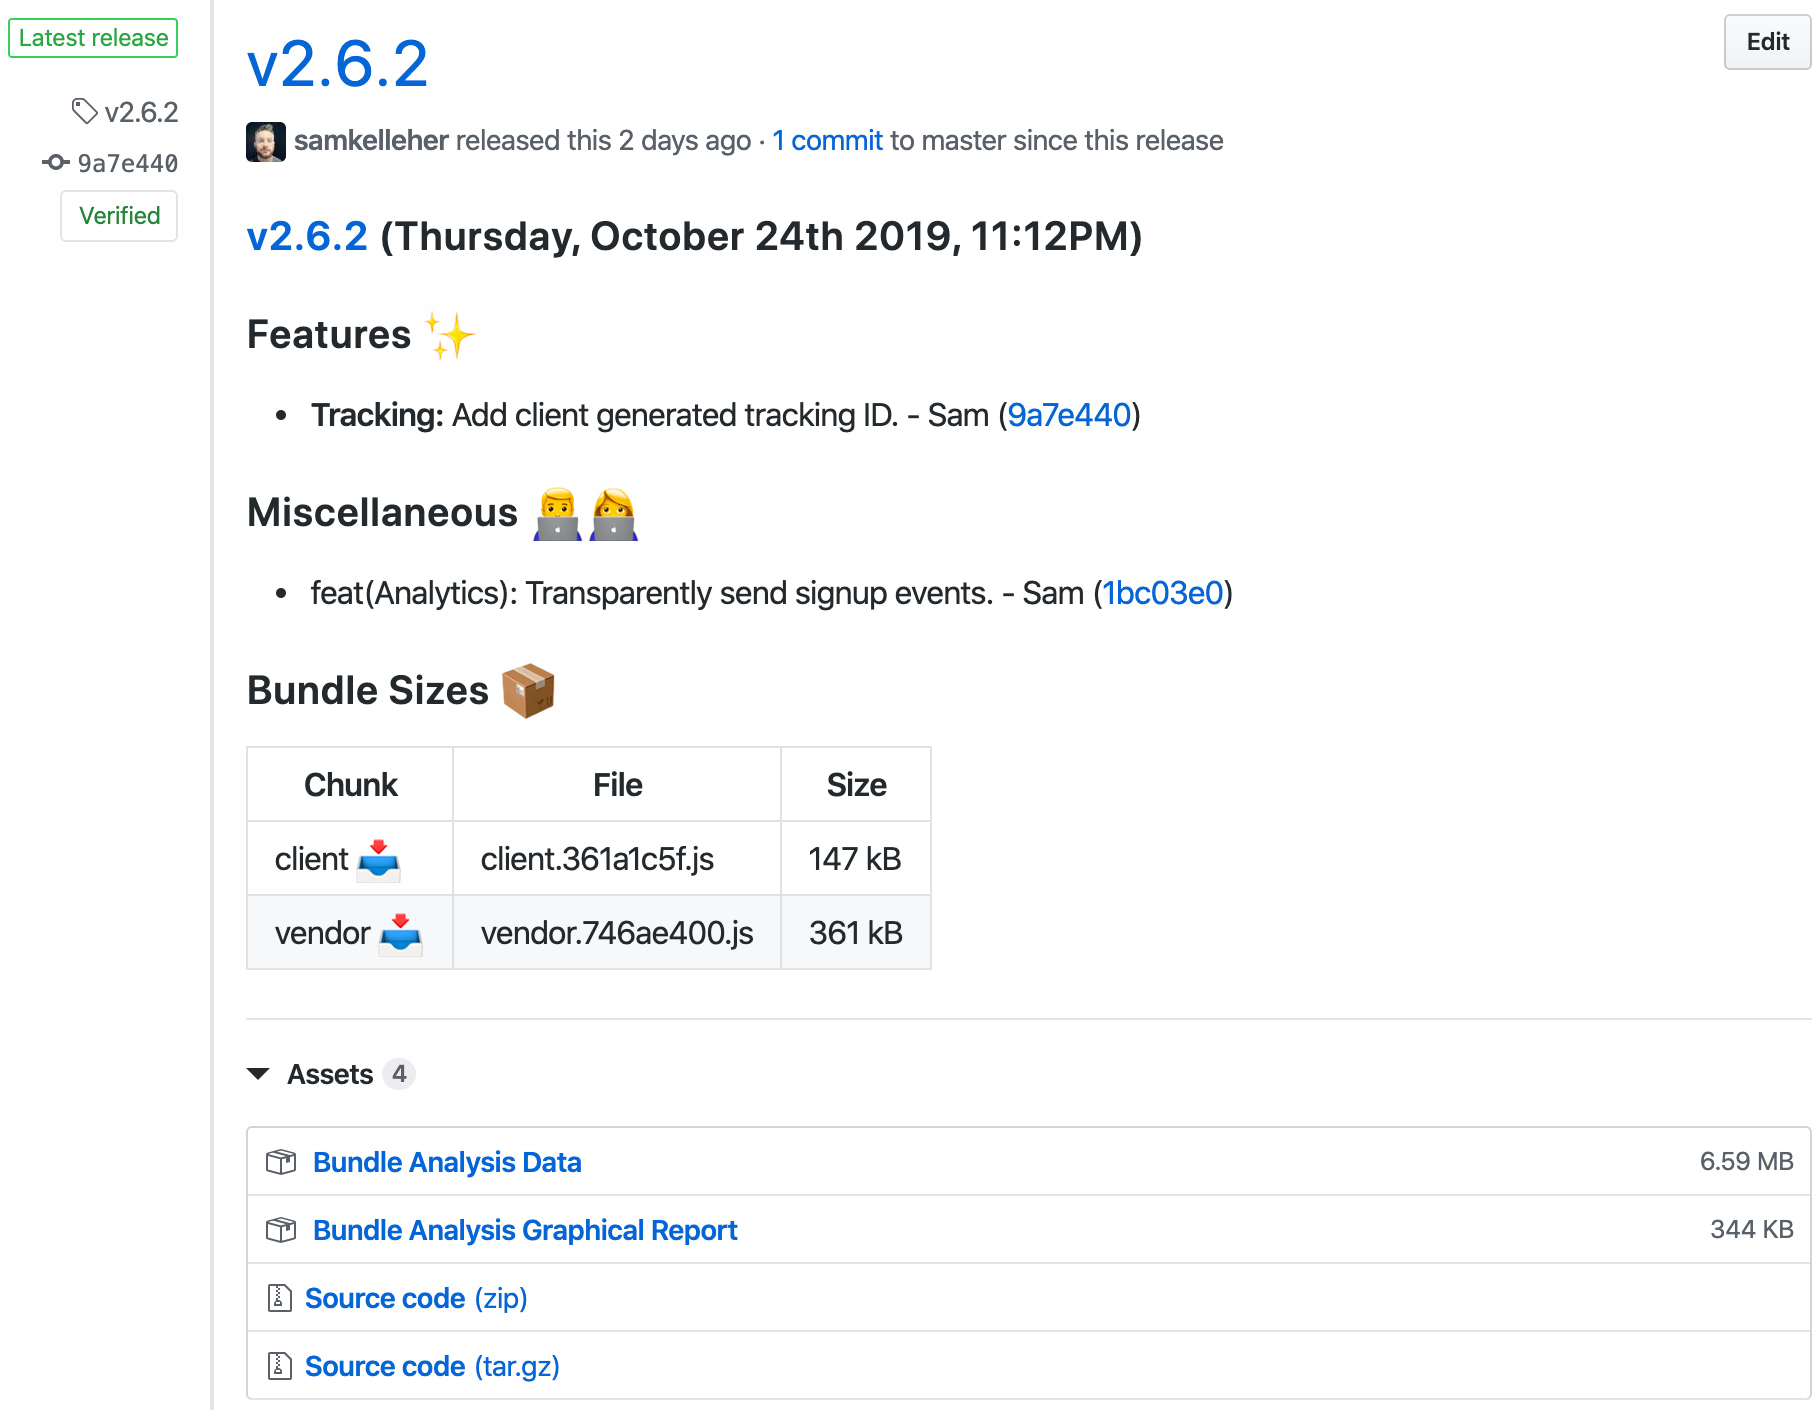 Latest release
v2.6.2
9a7e440
Verified
v2.6.2
Edit
samkelleher released this 2 days ago · 1 commit to master since this release
v2.6.2 (Thursday, October 24th 2019, 11:12PM)
Features ✨
• Tracking: Add client generated tracking ID. - Sam (9a7e440)
Miscellaneous 👨‍💻👩‍💻
• feat(Analytics): Transparently send signup events. - Sam (1bc03e0)
Bundle Sizes 📦
Chunk File Size
client 📥 client.361a1c5f.js 147 kB
vendor 📥 vendor.746ae400.js 361 kB
Assets 4
Bundle Analysis Data 6.59 MB
Bundle Analysis Graphical Report 344 KB
Source code (zip)
Source code (tar.gz)